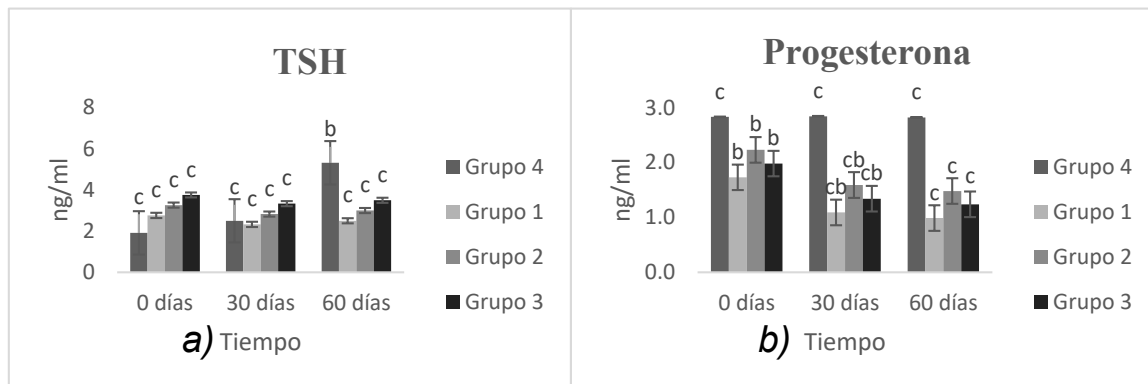 TSH
8
6
4
2
0
ng/ml
c c c c
c c c c
b c c c
0 días 30 días 60 días
a) Tiempo
Grupo 4
Grupo 1
Grupo 2
Grupo 3
Progesterona
3.0
2.0
1.0
0.0
ng/ml
c b b c
c cb cb cb
c c c c
0 días 30 días 60 días
b) Tiempo
Grupo 4
Grupo 1
Grupo 2
Grupo 3